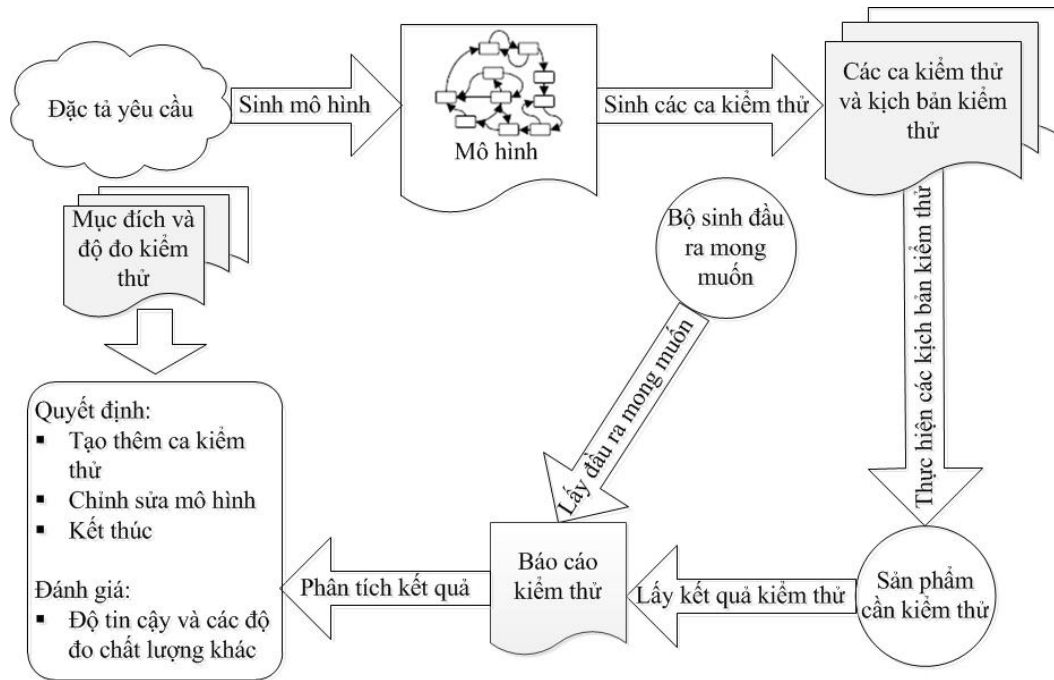 Đặc tả yêu cầu
Sinh mô hình
Mô hình
Sinh các ca kiểm thử
Các ca kiểm thử
và kịch bản kiểm
thử
Mục đích và
độ đo kiểm
thử
Bộ sinh đầu
ra mong
muốn
Thực hiện các kịch bản kiểm thử
Lấy đầu ra mong muốn
Quyết định:
▪ Tạo thêm ca kiểm
thử
▪ Chỉnh sửa mô hình
▪ Kết thúc
Đánh giá:
▪ Độ tin cậy và các độ
đo chất lượng khác
Phân tích kết quả
Báo cáo
kiểm thử
Lấy kết quả kiểm thử
Sản phẩm
cần kiểm thử